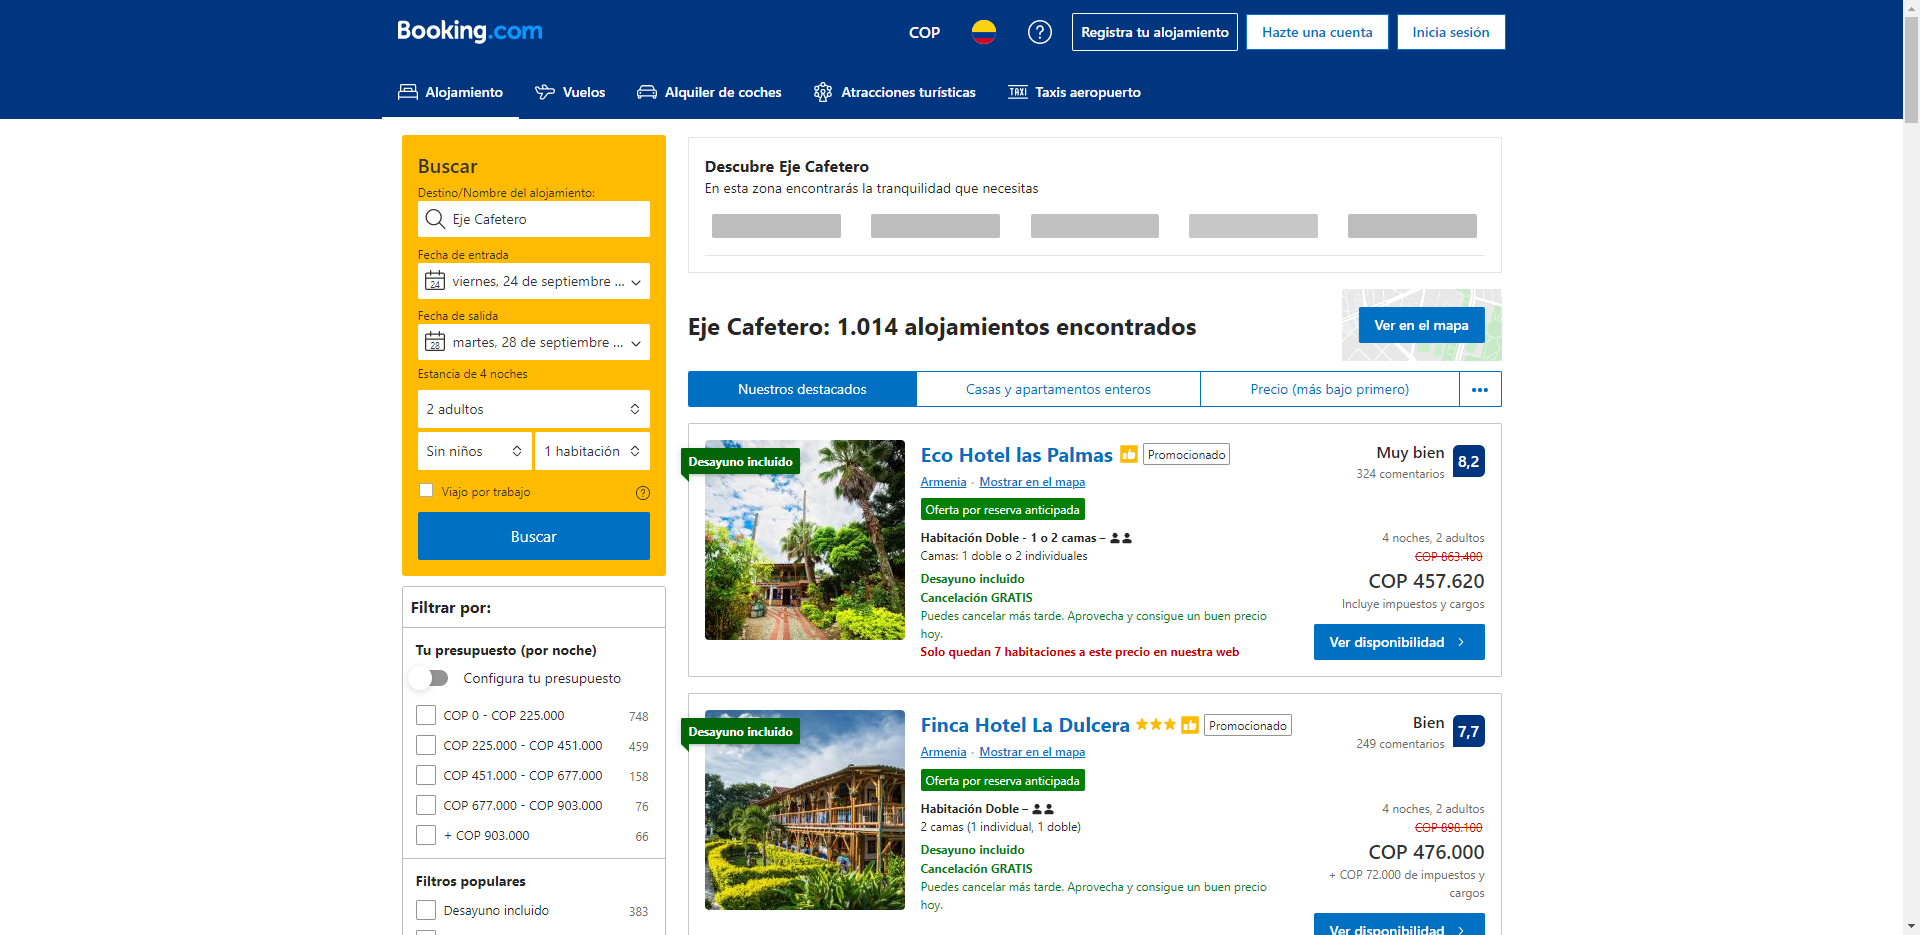 Booking.com
COP
?
Registra tu alojamiento
Hazte una cuenta
Inicia sesión
Alojamiento
Vuelos
Alquiler de coches
Atracciones turísticas
TAXI
Taxis aeropuerto
Buscar
Destino/Nombre del alojamiento:
Eje Cafetero
Fecha de entrada
24
viernes, 24 de septiembre ...
Fecha de salida
28
martes, 28 de septiembre ...
Estancia de 4 noches
2 adultos
Sin niños
1 habitación
Viajo por trabajo
?
Buscar
Filtrar por:
Tu presupuesto (por noche)
Configura tu presupuesto
COP 0 - COP 225.000 748
COP 225.000 - COP 451.000 459
COP 451.000 - COP 677.000 158
COP 677.000 - COP 903.000 76
+ COP 903.000 66
Filtros populares
Desayuno incluido 383
Descubre Eje Cafetero
En esta zona encontrarás la tranquilidad que necesitas
Eje Cafetero: 1.014 alojamientos encontrados
Ver en el mapa
Nuestros destacados
Casas y apartamentos enteros
Precio (más bajo primero)
Desayuno incluido
Eco Hotel las Palmas
Promocionado
Armenia - Mostrar en el mapa
Oferta por reserva anticipada
Habitación Doble - 1 o 2 camas –
Camas: 1 doble o 2 individuales
Desayuno incluido
Cancelación GRATIS
Puedes cancelar más tarde. Aprovecha y consigue un buen precio
hoy.
Solo quedan 7 habitaciones a este precio en nuestra web
Muy bien
324 comentarios
8,2
4 noches, 2 adultos
COP 863.400
COP 457.620
Incluye impuestos y cargos
Ver disponibilidad
Desayuno incluido
Finca Hotel La Dulcera
Promocionado
Armenia - Mostrar en el mapa
Oferta por reserva anticipada
Habitación Doble –
2 camas (1 individual, 1 doble)
Desayuno incluido
Cancelación GRATIS
Puedes cancelar más tarde. Aprovecha y consigue un buen precio
hoy.
Bien
249 comentarios
7,7
4 noches, 2 adultos
COP 898.100
COP 476.000
+ COP 72.000 de impuestos y
cargos
Ver disponibilidad